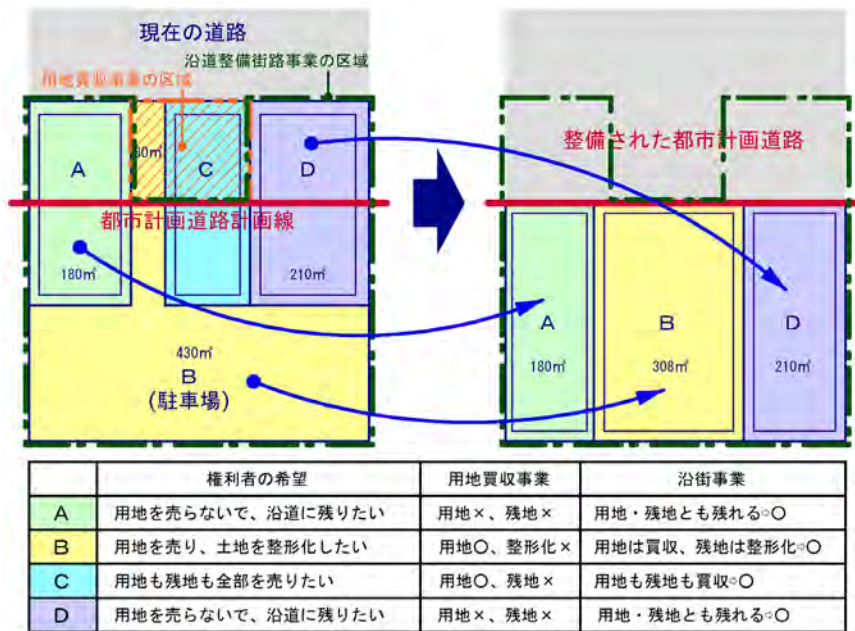 現在の道路
沿道整備街路事業の区域
用地買収事業の区域
A
30㎡
C
D
都市計画道路計画線
180㎡
210㎡
430㎡
B
(駐車場)
整備された都市計画道路
A
B
D
180㎡
308㎡
210㎡
権利者の希望 用地買収事業 沿街事業
A 用地を売らないで、沿道に残りたい 用地×、残地× 用地・残地とも残れる⇨○
B 用地を売り、土地を整形化したい 用地○、整形化× 用地は買収、残地は整形化⇨○
C 用地も残地も全部を売りたい 用地○、残地× 用地も残地も買収⇨○
D 用地を売らないで、沿道に残りたい 用地×、残地× 用地・残地とも残れる⇨○